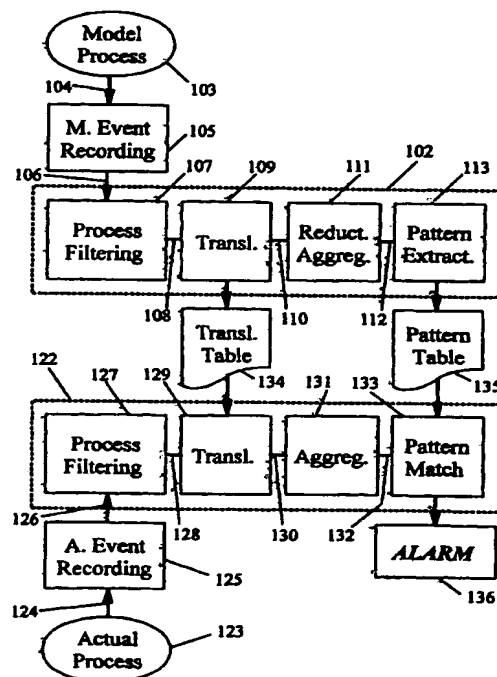 Model
Process
104
103
M. Event
Recording
105
106
107
109
111
102
113
Process
Filtering
Transl.
Reduct.
Aggreg.
Pattern
Extract.
108
110
112
Transl.
Table
Pattern
Table
122
127
129
134
131
133
135
Process
Filtering
Transl.
Aggreg.
Pattern
Match
126
128
130
132
A. Event
Recording
125
ALARM
136
124
Actual
Process
123